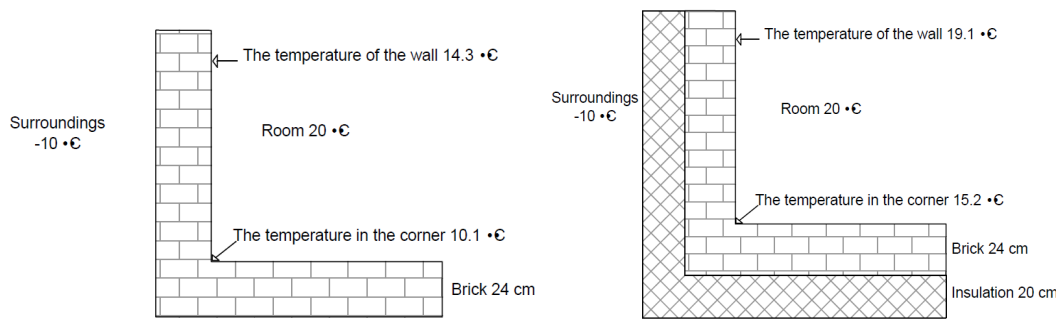 The temperature of the wall 14.3 •€
Surroundings
-10 •€
Room 20 •€
The temperature in the corner 10.1 •€
Brick 24 cm
The temperature of the wall 19.1 •€
Surroundings
-10 •€
Room 20 •€
The temperature in the corner 15.2 •€
Brick 24 cm
Insulation 20 cm